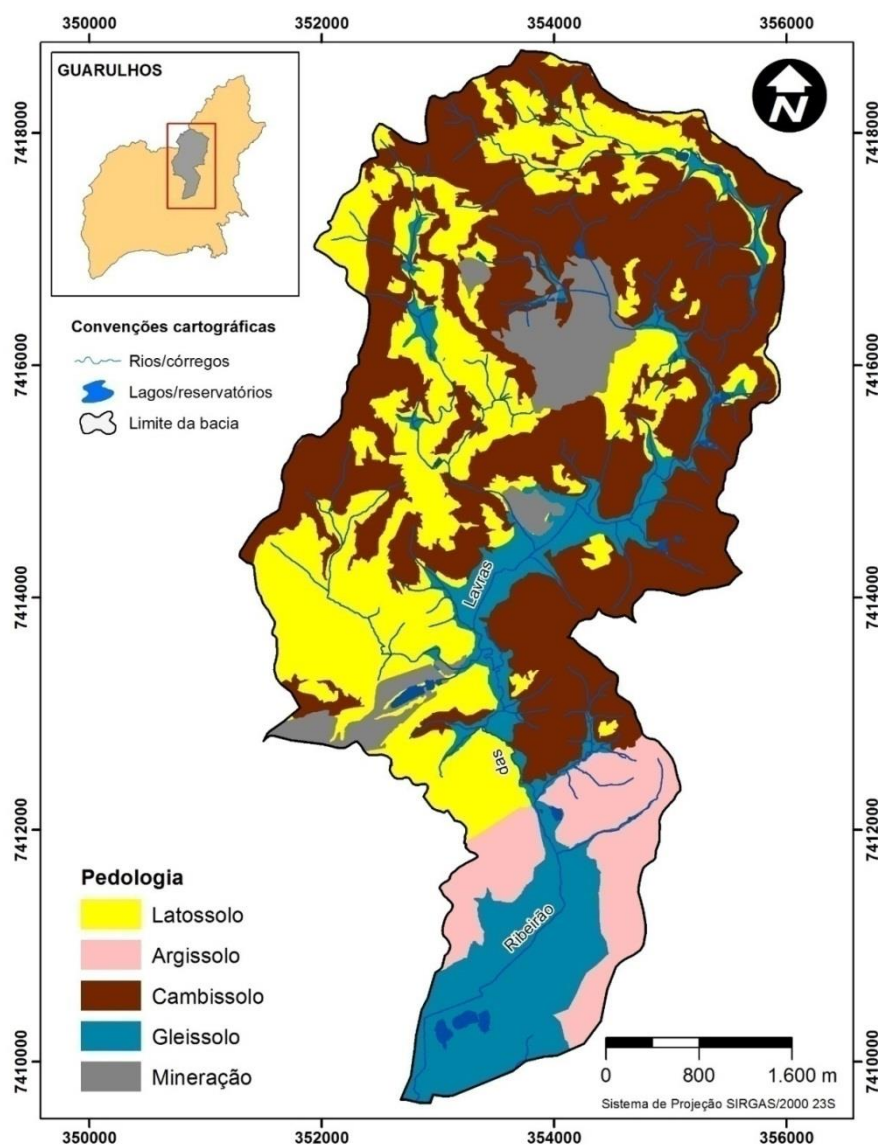 350000 352000 354000 356000
GUARULHOS
N
7418000
7418000
Convenções cartográficas
Rios/córregos
Lagos/reservatórios
Limite da bacia
7416000
7416000
7414000
7414000
Lavras
das
7412000
7412000
Ribeirão
Pedologia
Latossolo
Argissolo
Cambissolo
Gleissolo
Mineração
7410000
7410000
0 800 1.600 m
Sistema de Projeção SIRGAS/2000 23S
350000 352000 354000 356000